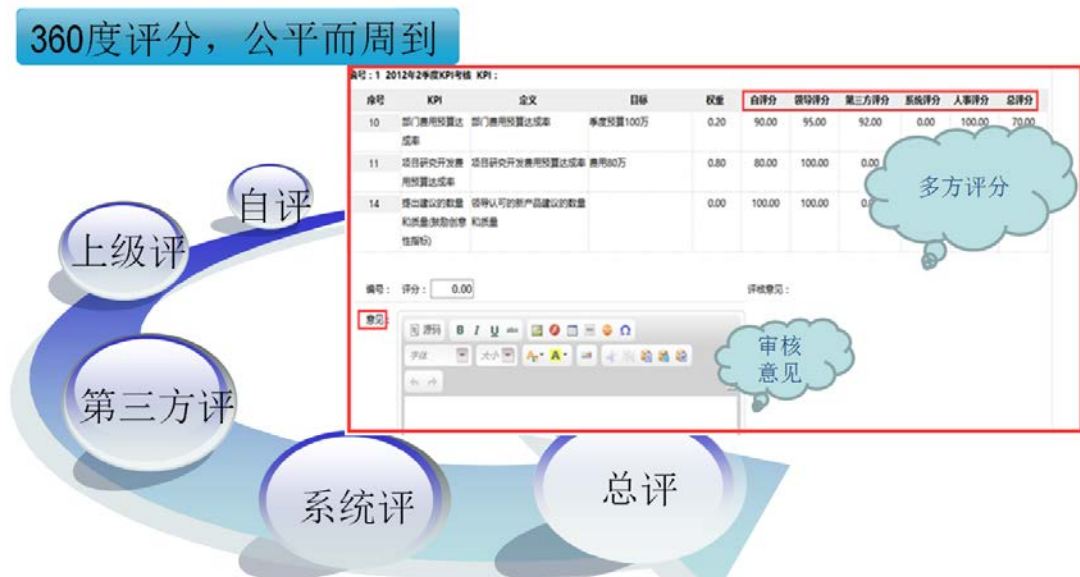 360度评分，公平而周到
编号：1 2012年2季度KPI考核 KPI：
序号 KPI 定义 目标 权重 自评分 领导评分 第三方评分 系统评分 人事评分 总评分
10 部门费用预算达 部门费用预算达成率 季度预算100万 0.20 90.00 95.00 92.00 0.00 100.00 70.00
成率
11 项目研究开发费 项目研究开发费用预算达成率 费用80万 0.80 80.00 100.00 0.00
用预算达成率
14 提出建议的数量 领导认可的新产品建议的数量 0.00 100.00 100.00
和质量(鼓励创意 和质量
性指标)
多方评分
编号： 评分： 0.00 评核意见：
意见：
源码 B I U abc
字体 大小 A A
审核
意见
自评
上级评
第三方评
系统评
总评